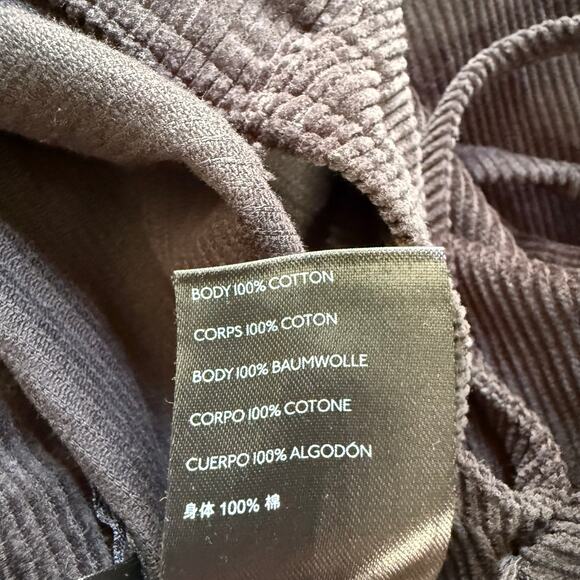 BODY 100% COTTON
CORPS 100% COTON
BODY 100% BAUMWOLLE
CORPO 100% COTONE
CUERPO 100% ALGODÓN
身体 100% 棉